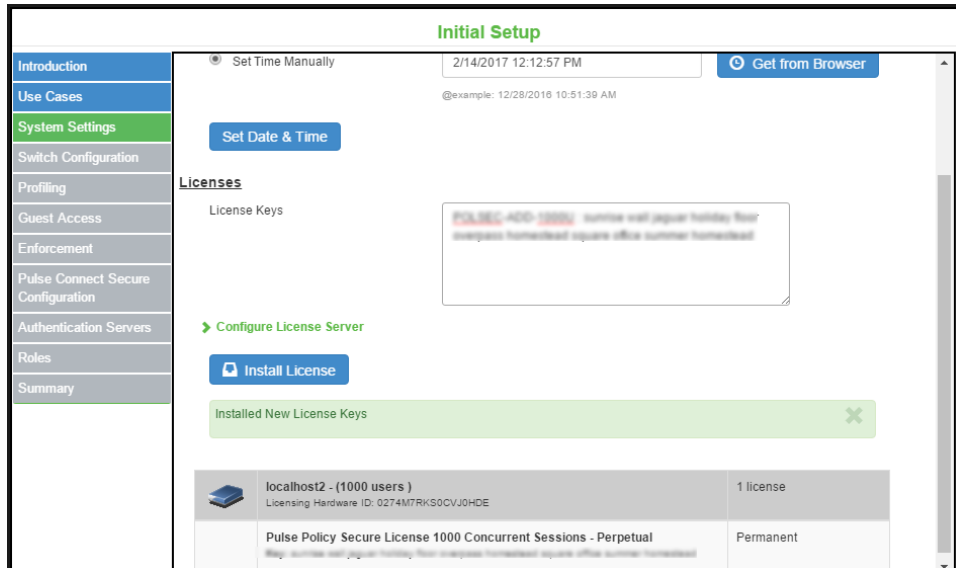 Initial Setup
Introduction
Use Cases
System Settings
Switch Configuration
Profiling
Guest Access
Enforcement
Pulse Connect Secure
Configuration
Authentication Servers
Roles
Summary
Set Time Manually
2/14/2017 12:12:57 PM
Get from Browser
@example: 12/28/2016 10:51:39 AM
Set Date & Time
Licenses
License Keys
Configure License Server
Install License
Installed New License Keys
localhost2 - (1000 users )
1 license
Licensing Hardware ID: 0274M7RKS0CVJ0HDE
Pulse Policy Secure License 1000 Concurrent Sessions - Perpetual
Permanent